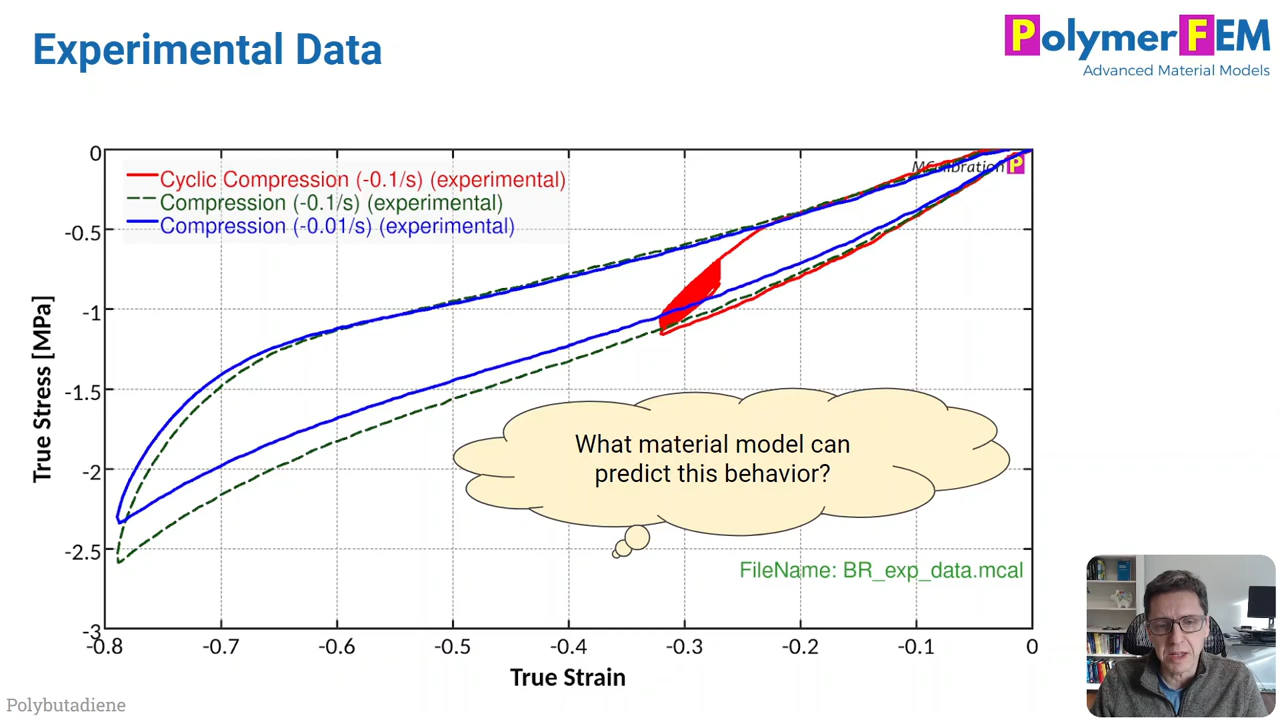 Experimental Data
PolymerFEM
Advanced Material Models
MCalibration P
Cyclic Compression (-0.1/s) (experimental)
Compression (-0.1/s) (experimental)
Compression (-0.01/s) (experimental)
0
-0.5
-1
-1.5
-2
-2.5
-3
True Stress [MPa]
What material model can
predict this behavior?
FileName: BR_exp_data.mcal
-0.8 -0.7 -0.6 -0.5 -0.4 -0.3 -0.2 -0.1 0
True Strain
Polybutadiene